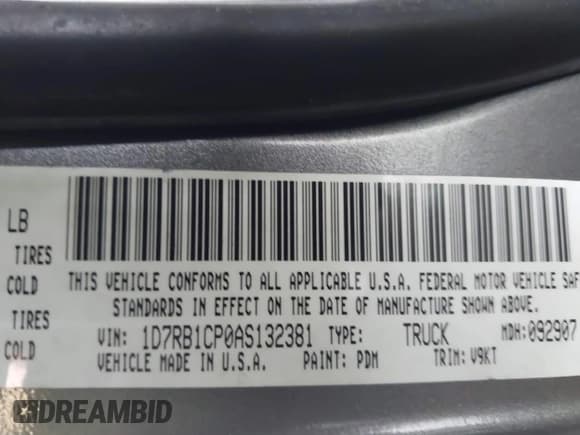 LB
TIRES
COLD
TIRES
COLD
THIS VEHICLE CONFORMS TO ALL APPLICABLE U.S.A. FEDERAL MOTOR VEHICLE SAF
STANDARDS IN EFFECT ON THE DATE OF MANUFACTURE SHOWN ABOVE.
VIN: 1D7RB1CP0AS132381 TYPE: TRUCK MDH:092907
VEHICLE MADE IN U.S.A. PAINT: PDM TRIM: V9KT
DREAMBID